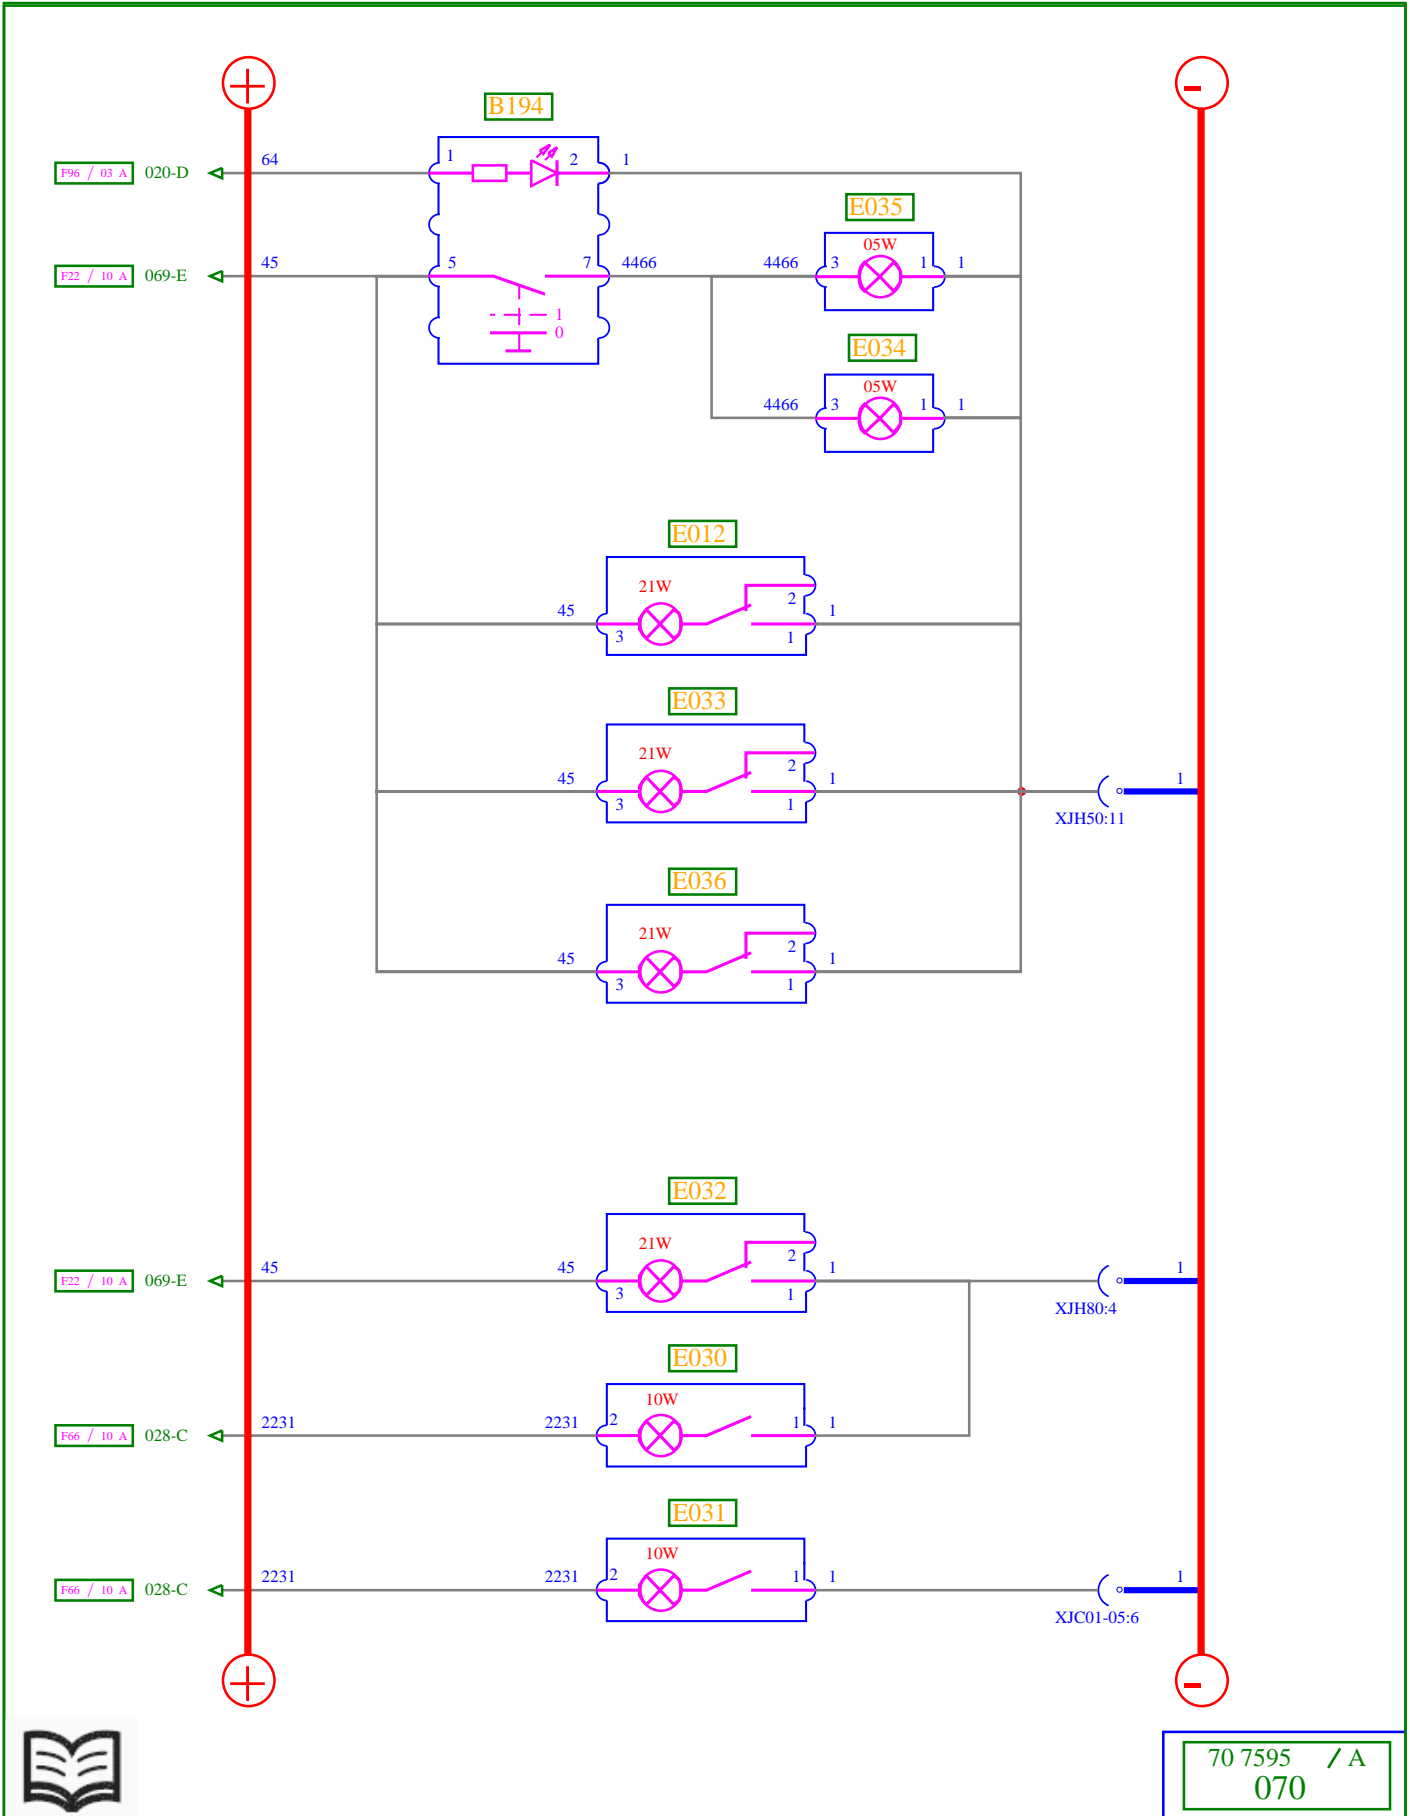 B194
F96 / 03 A 020-D 64 1 2 1
E035
05W
F22 / 10 A 069-E 45 5 7 4466 4466 3 1 1
1
0
E034
05W
4466 3 1 1
E012
21W
2
45 3 1 1
E033
21W
2
45 3 1 1 1
XJH50:11
E036
21W
2
45 3 1 1
E032
21W
2
F22 / 10 A 069-E 45 45 3 1 1 1
XJH80:4
E030
10W
F66 / 10 A 028-C 2231 2231 2 1 1
E031
10W
F66 / 10 A 028-C 2231 2231 2 1 1 1
XJC01-05:6
70 7595 / A
070